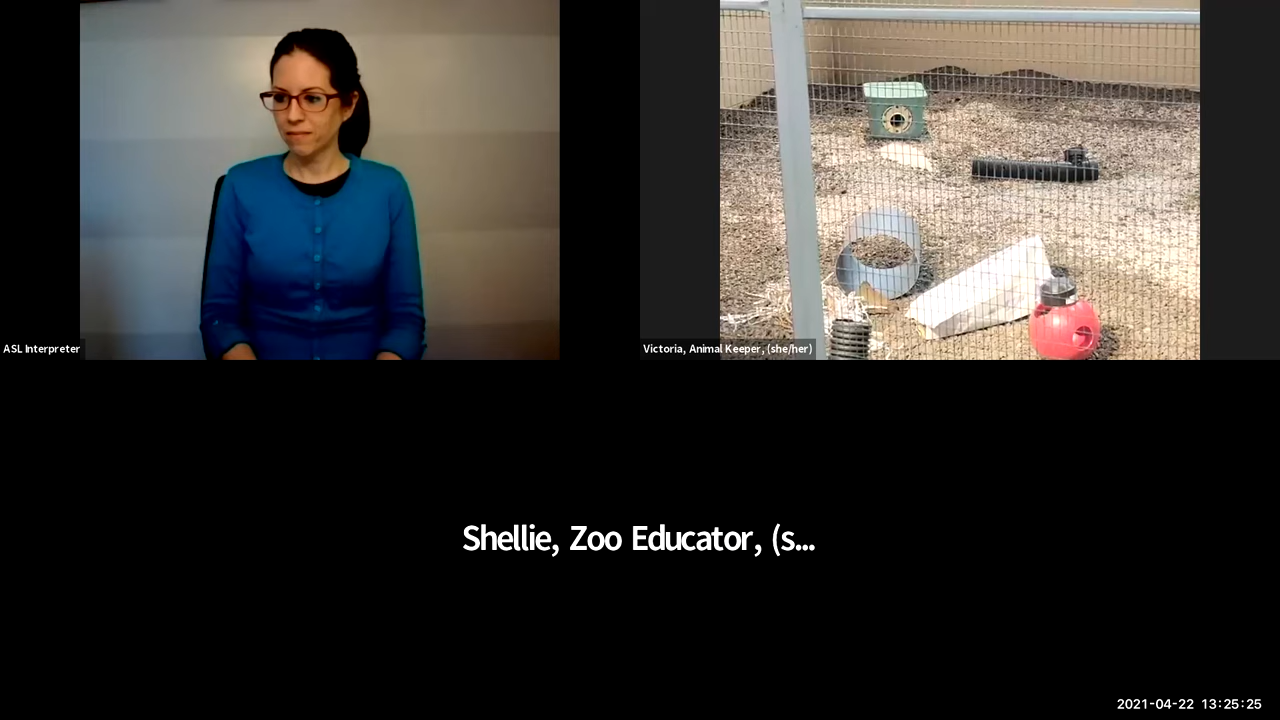 ASL Interpreter
Victoria, Animal Keeper, (she/her)
Shellie, Zoo Educator, (s...
2021-04-22 13:25:25